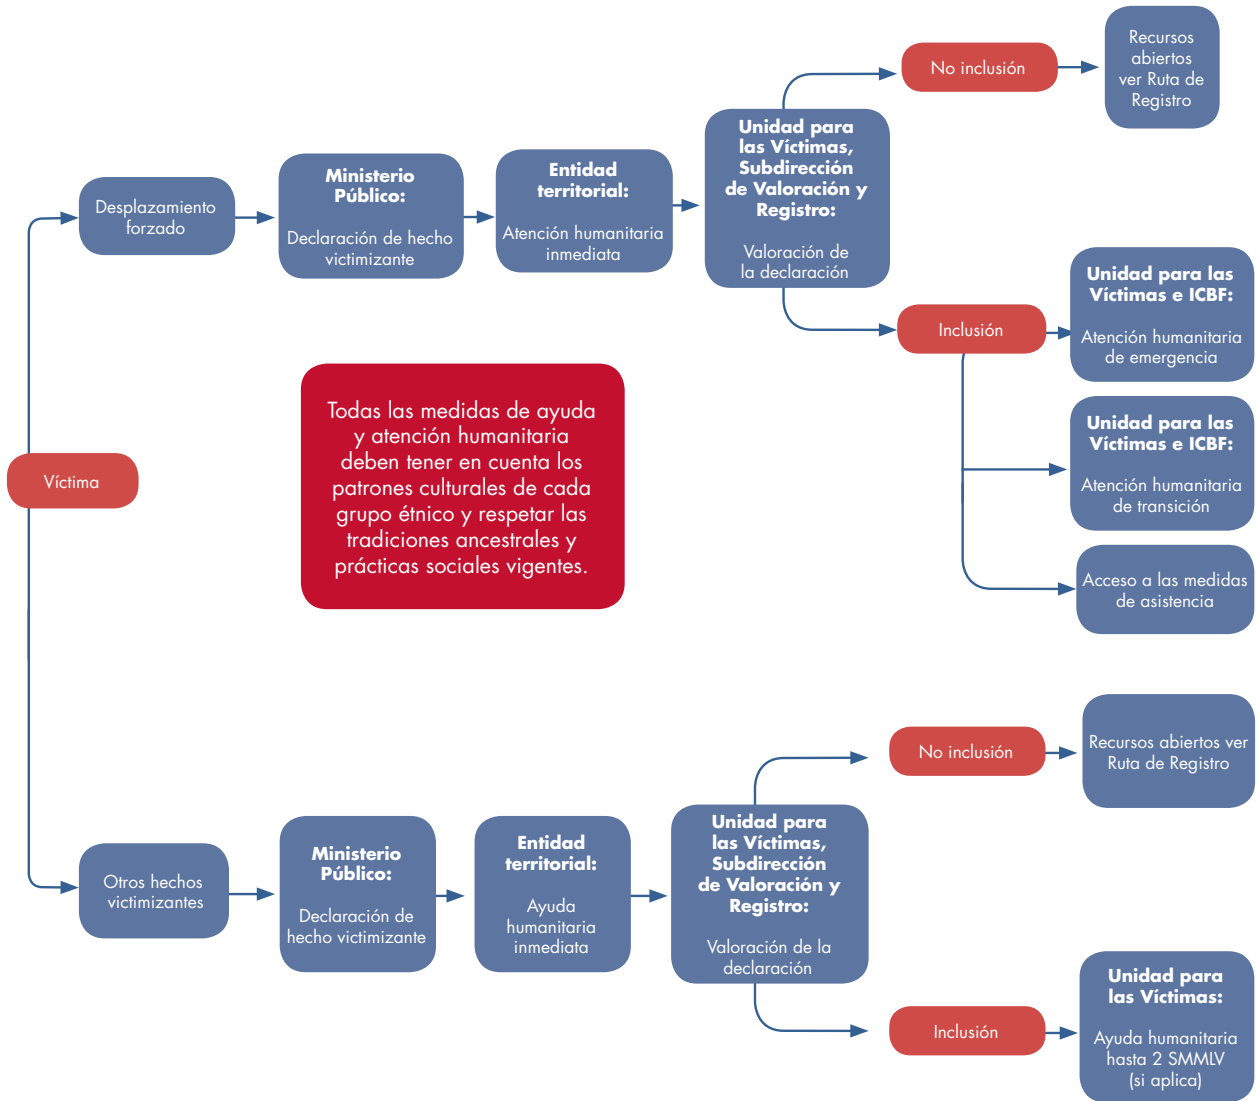 Víctima
Desplazamiento
forzado
Ministerio
Público:
Declaración de hecho
victimizante
Entidad
territorial:
Atención humanitaria
inmediata
Unidad para
las Víctimas,
Subdirección
de Valoración y
Registro:
Valoración de
la declaración
No inclusión
Recursos
abiertos
ver Ruta de
Registro
Inclusión
Unidad para las
Víctimas e ICBF:
Atención humanitaria
de emergencia
Unidad para las
Víctimas e ICBF:
Atención humanitaria
de transición
Acceso a las medidas
de asistencia
Todas las medidas de ayuda
y atención humanitaria
deben tener en cuenta los
patrones culturales de cada
grupo étnico y respetar las
tradiciones ancestrales y
prácticas sociales vigentes.
Otros hechos
victimizantes
Ministerio
Público:
Declaración de
hecho victimizante
Entidad
territorial:
Ayuda
humanitaria
inmediata
Unidad para
las Víctimas,
Subdirección
de Valoración y
Registro:
Valoración de la
declaración
No inclusión
Recursos abiertos ver
Ruta de Registro
Inclusión
Unidad para
las Víctimas:
Ayuda humanitaria
hasta 2 SMMLV
(si aplica)